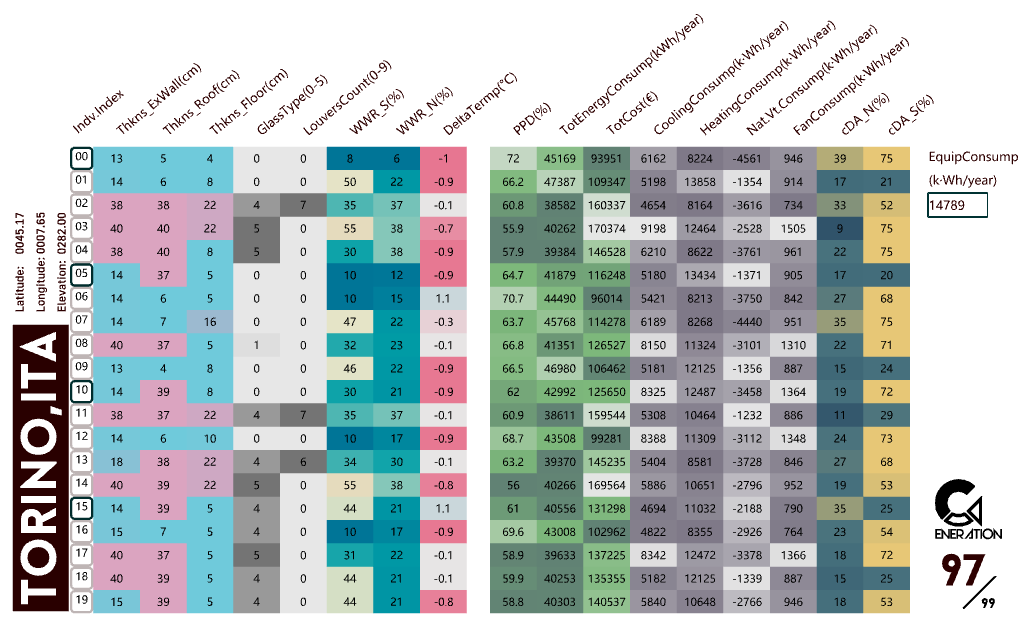 Indv.Index Thkns_ExWall(cm) Thkns_Roof(cm) Thkns_Floor(cm) GlassType(0-5) LouversCount(0-9) WWR_S(%) WWR_N(%) DeltaTermp(°C) PPD(%) TotEnergyConsump(kWh/year) TotCost(€) CoolingConsump(k·Wh/year) HeatingConsump(k·Wh/year) Nat.Vt.Consump(k·Wh/year) FanConsump(k·Wh/year) cDA_N(%) cDA_S(%)
00 13 5 4 0 0 8 6 -1 72 45169 93951 6162 8224 -4561 946 39 75
01 14 6 8 0 0 50 22 -0.9 66.2 47387 109347 5198 13858 -1354 914 17 21
02 38 38 22 4 7 35 37 -0.1 60.8 38582 160337 4654 8164 -3616 734 33 52
03 40 40 22 5 0 55 38 -0.7 55.9 40262 170374 9198 12464 -2528 1505 9 75
04 38 40 8 5 0 30 38 -0.9 57.9 39384 146528 6210 8622 -3761 961 22 75
05 14 37 5 0 0 10 12 -0.9 64.7 41879 116248 5180 13434 -1371 905 17 20
06 14 6 5 0 0 10 15 1.1 70.7 44490 96014 5421 8213 -3750 842 27 68
07 14 7 16 0 0 47 22 -0.3 63.7 45768 114278 6189 8268 -4440 951 35 75
08 40 37 5 1 0 32 23 -0.1 66.8 41351 126527 8150 11324 -3101 1310 22 71
09 13 4 8 0 0 46 22 -0.9 66.5 46980 106462 5181 12125 -1356 887 15 24
10 14 39 8 0 0 30 21 -0.9 62 42992 125650 8325 12487 -3458 1364 19 72
11 38 37 22 4 7 35 37 -0.1 60.9 38611 159544 5308 10464 -1232 886 11 29
12 14 6 10 0 0 10 17 -0.9 68.7 43508 99281 8388 11309 -3112 1348 24 73
13 18 38 22 4 6 34 30 -0.1 63.2 39370 145235 5404 8581 -3728 846 27 68
14 40 39 22 5 0 55 38 -0.8 56 40266 169564 5886 10651 -2796 952 19 53
15 14 39 5 4 0 44 21 1.1 61 40556 131298 4694 11032 -2188 790 35 25
16 15 7 5 4 0 10 17 -0.9 69.6 43008 102962 4822 8355 -2926 764 23 54
17 40 37 5 5 0 31 22 -0.1 58.9 39633 137225 8342 12472 -3378 1366 18 72
18 40 39 5 4 0 44 21 -0.1 59.9 40253 135355 5182 12125 -1339 887 15 25
19 15 39 5 4 0 44 21 -0.8 58.8 40303 140537 5840 10648 -2766 946 18 53
EquipConsump
(k·Wh/year)
14789
Latitude: 0045.17
Longitude: 0007.65
Elevation: 0282.00
TORINO,ITA
GENERATION
97/99